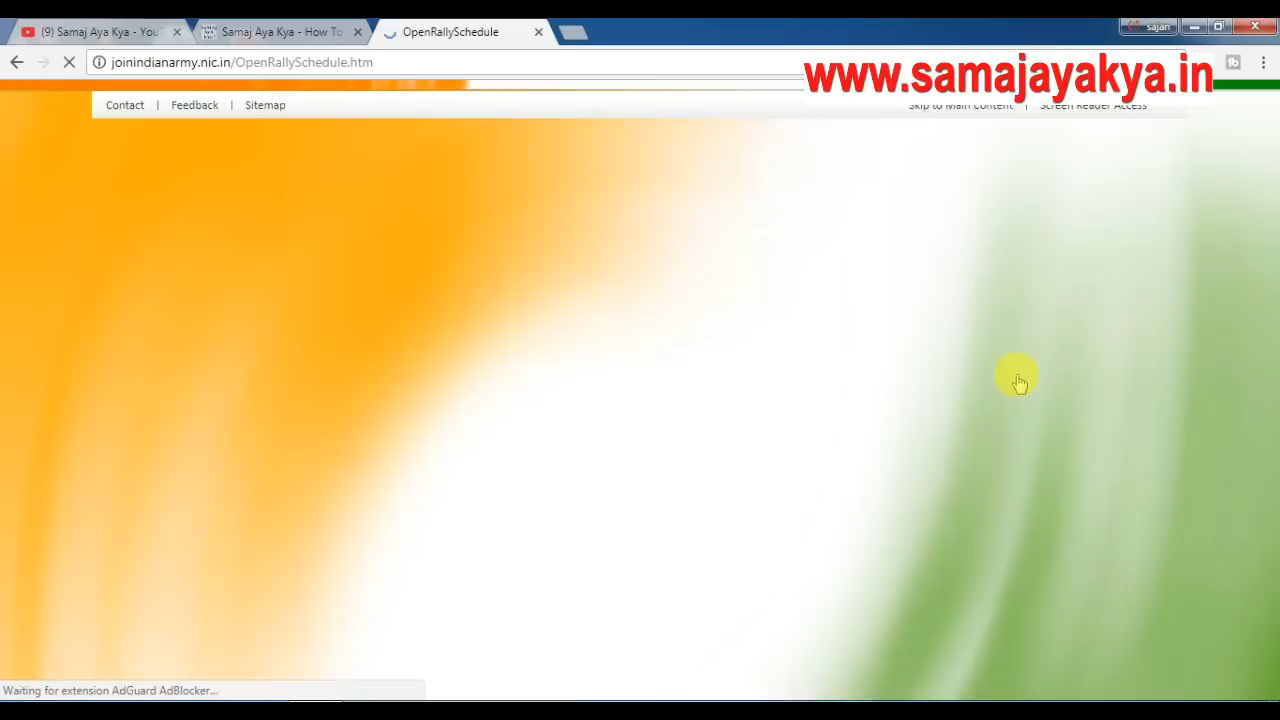 (9) Samaj Aya Kya - You
Samaj Aya Kya - How To
OpenRallySchedule
sajan
joinindianarmy.nic.in/OpenRallySchedule.htm
www.samajayakya.in
Contact | Feedback | Sitemap
Skip to Main Content | Screen Reader Access
Waiting for extension AdGuard AdBlocker...